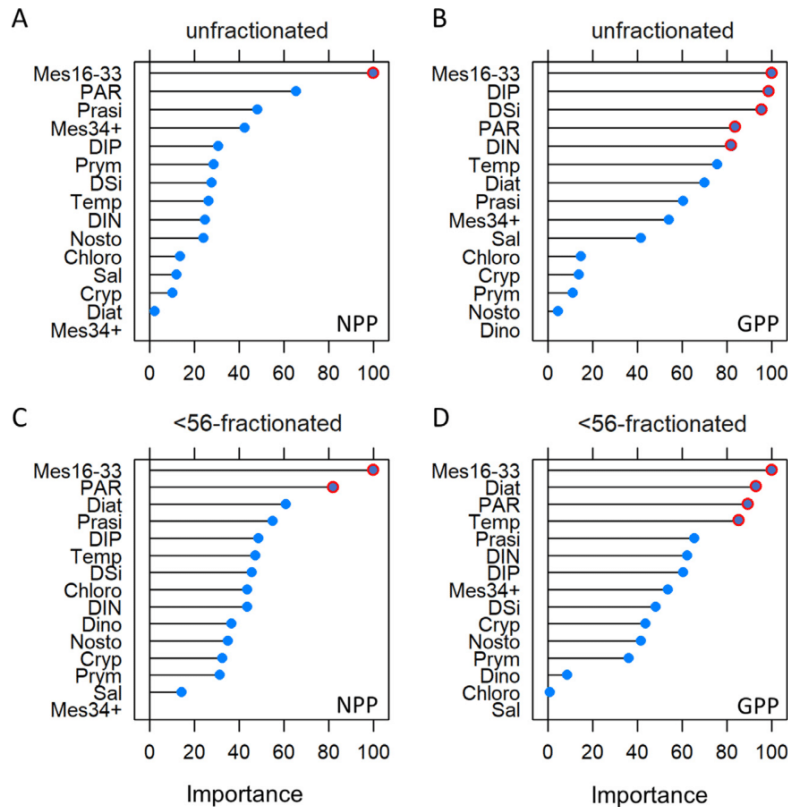 A
unfractionated
Mes16-33
PAR
Prasi
Mes34+
DIP
Prym
DSi
Temp
DIN
Nosto
Chloro
Sal
Cryp
Diat
Mes34+
NPP
0 20 40 60 80 100
B
unfractionated
Mes16-33
DIP
DSi
PAR
DIN
Temp
Diat
Prasi
Mes34+
Sal
Chloro
Cryp
Prym
Nosto
Dino
GPP
0 20 40 60 80 100
C
<56-fractionated
Mes16-33
PAR
Diat
Prasi
DIP
Temp
DSi
Chloro
DIN
Dino
Nosto
Cryp
Prym
Sal
Mes34+
NPP
0 20 40 60 80 100
Importance
D
<56-fractionated
Mes16-33
Diat
PAR
Temp
Prasi
DIN
DIP
Mes34+
DSi
Cryp
Nosto
Prym
Dino
Chloro
Sal
GPP
0 20 40 60 80 100
Importance